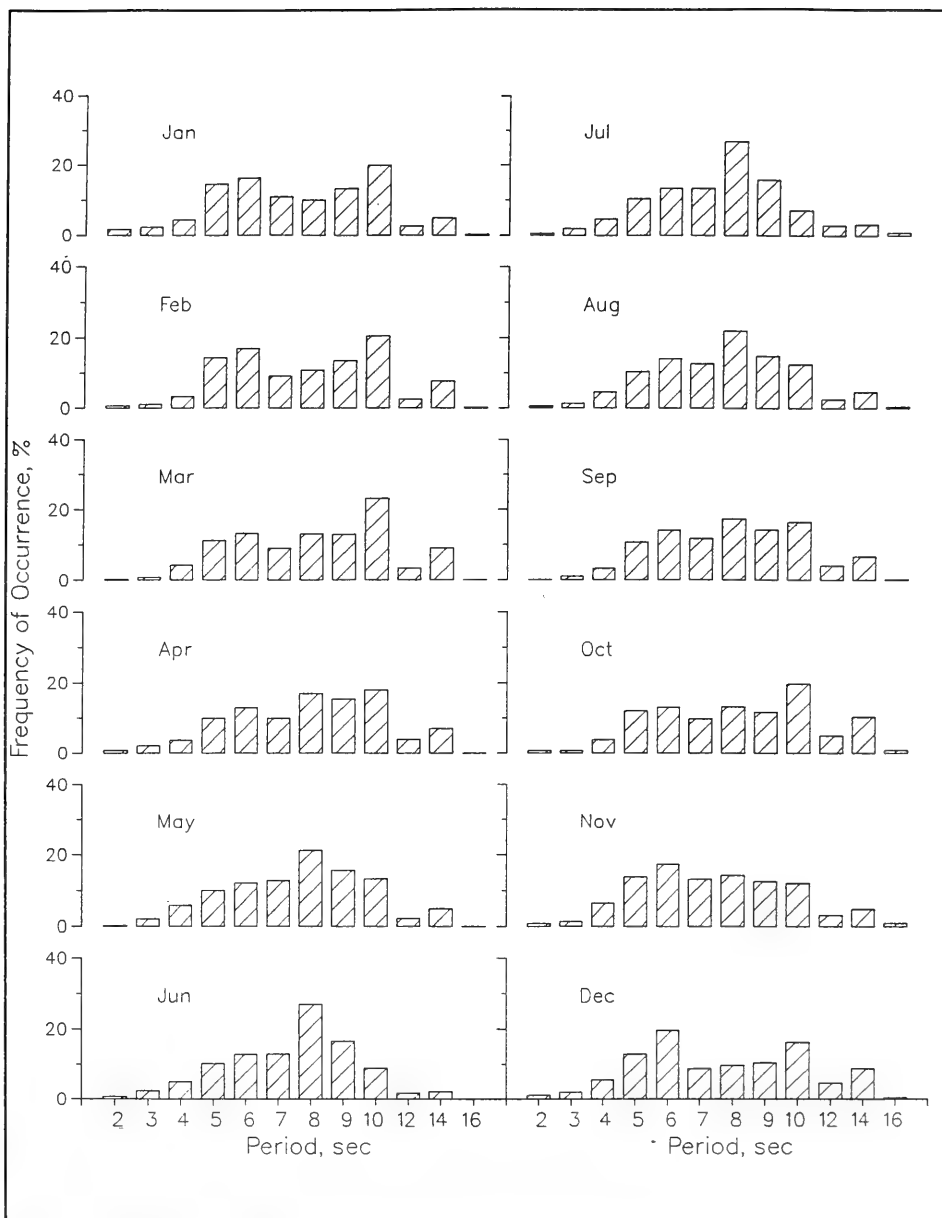 Frequency of Occurrence, %
40
20
0
Jan
Jul
40
20
0
Feb
Aug
40
20
0
Mar
Sep
40
20
0
Apr
Oct
40
20
0
May
Nov
40
20
0
Jun
Dec
2 3 4 5 6 7 8 9 10 12 14 16
2 3 4 5 6 7 8 9 10 12 14 16
Period, sec
Period, sec